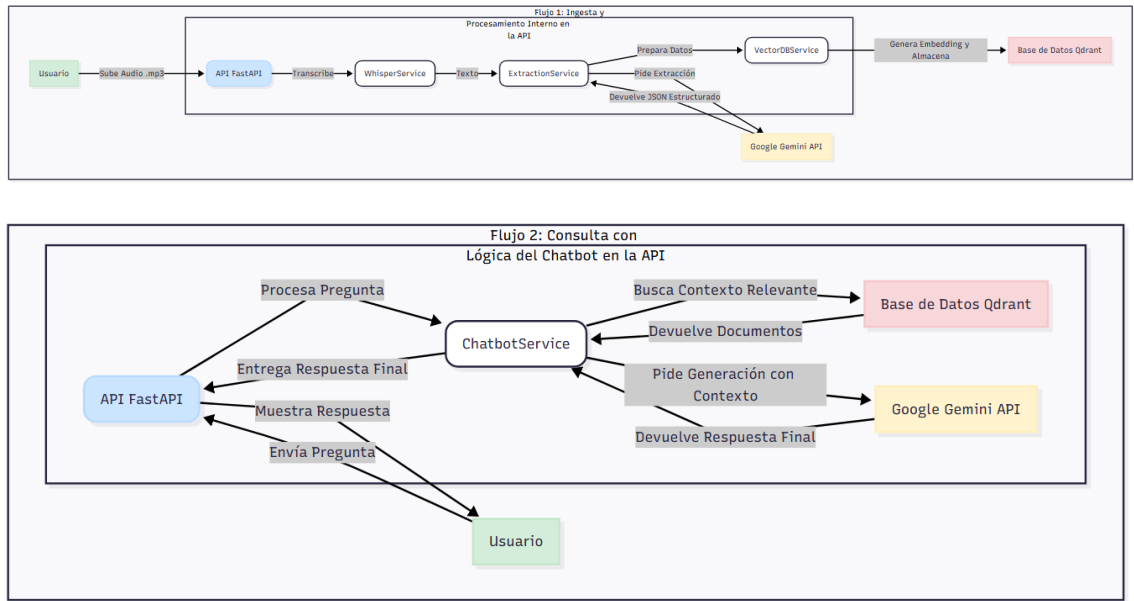 Flujo 1: Ingesta y
Procesamiento Interno en
la API
Usuario
Sube Audio .mp3
API FastAPI
Transcribe
WhisperService
Texto
ExtractionService
Prepara Datos
Pide Extracción
Devuelve JSON Estructurado
VectorDBService
Genera Embedding y
Almacena
Base de Datos Qdrant
Google Gemini API
Flujo 2: Consulta con
Lógica del Chatbot en la API
Procesa Pregunta
Busca Contexto Relevante
Base de Datos Qdrant
Devuelve Documentos
ChatbotService
Entrega Respuesta Final
Pide Generación con
Contexto
API FastAPI
Muestra Respuesta
Google Gemini API
Devuelve Respuesta Final
Envía Pregunta
Usuario